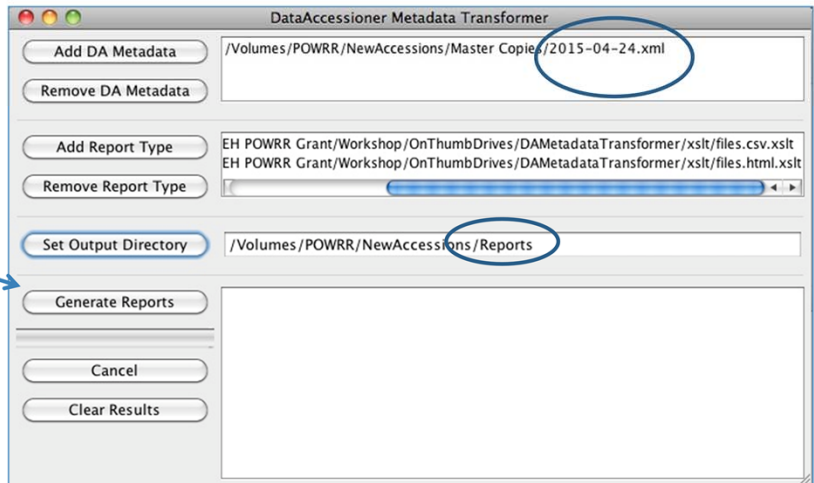 DataAccessioner Metadata Transformer
Add DA Metadata
/Volumes/POWRR/NewAccessions/Master Copies/2015-04-24.xml
Remove DA Metadata
Add Report Type
EH POWRR Grant/Workshop/OnThumbDrives/DAMetadataTransformer/xslt/files.csv.xslt
EH POWRR Grant/Workshop/OnThumbDrives/DAMetadataTransformer/xslt/files.html.xslt
Remove Report Type
Set Output Directory
/Volumes/POWRR/NewAccessions/Reports
Generate Reports
Cancel
Clear Results